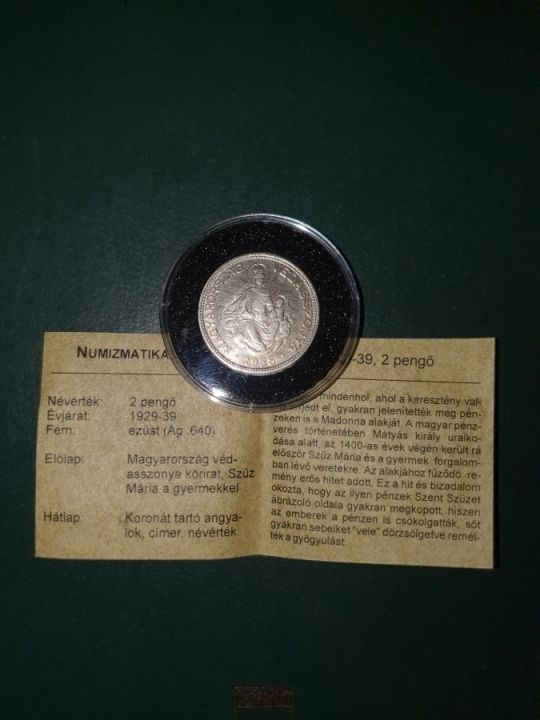 MAGYARORSZÁG VÉDŐASSZONYA
NUMIZMATIKA
-39, 2 pengő
Névérték: 2 pengő
Évjárat: 1929-39
Fém: ezüst (Ag .640)
Előlap: Magyarország véd-
asszonya körirat, Szűz
Mária a gyermekkel
Hátlap: Koronát tartó angya-
lok, címer, névérték
mindenhol, ahol a keresztény val-
rjedt el, gyakran jelenítették meg pén-
zeken is a Madonna alakját. A magyar pénz-
verés történetében Mátyás király uralko-
dása alatt, az 1400-as évek végén került rá
először Szűz Mária és a gyermek forgalom-
ban lévő veretekre. Az alakjához fűződő re-
mény erős hitet adott. Ez a hit és bizadalom
okozta, hogy az ilyen pénzek Szent Szüzet
ábrázoló oldala gyakran megkopott, hiszen
az emberek a pénzen is csókolgatták, sőt
gyakran sebeiket "vele" dörzsölgetve remél-
ték a gyógyulást.